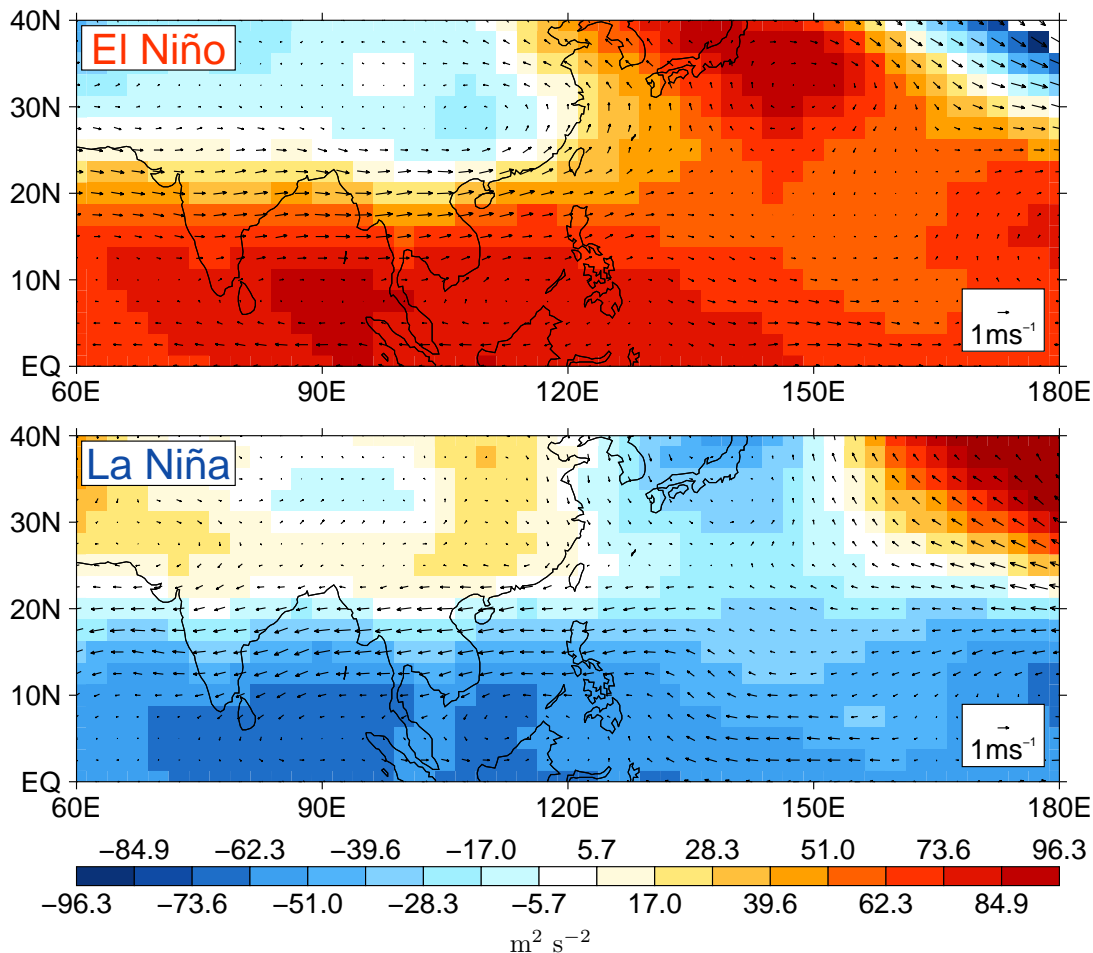 40N
El Niño
30N
20N
10N
1ms⁻¹
EQ
60E 90E 120E 150E 180E
40N
La Niña
30N
20N
10N
1ms⁻¹
EQ
60E 90E 120E 150E 180E
−84.9 −62.3 −39.6 −17.0 5.7 28.3 51.0 73.6 96.3
−96.3 −73.6 −51.0 −28.3 −5.7 17.0 39.6 62.3 84.9
m² s⁻²